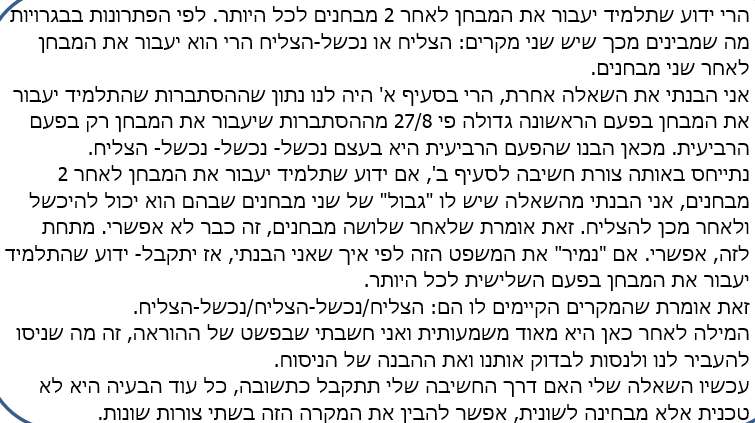 הרי ידוע שתלמיד יעבור את המבחן לאחר 2 מבחנים לכל היותר. לפי הפתרונות בבגרויות
מה שמבינים מכך שיש שני מקרים: הצליח או נכשל-הצליח הרי הוא יעבור את המבחן
לאחר שני מבחנים.
אני הבנתי את השאלה אחרת, הרי בסעיף א' היה לנו נתון שההסתברות שהתלמיד יעבור
את המבחן בפעם הראשונה גדולה פי 27/8 מההסתברות שיעבור את המבחן רק בפעם
הרביעית. מכאן הבנו שהפעם הרביעית היא בעצם נכשל- נכשל- נכשל- הצליח.
נתייחס באותה צורת חשיבה לסעיף ב', אם ידוע שתלמיד יעבור את המבחן לאחר 2
מבחנים, אני הבנתי מהשאלה שיש לו "גבול" של שני מבחנים שבהם הוא יכול להיכשל
ולאחר מכן להצליח. זאת אומרת שלאחר שלושה מבחנים, זה כבר לא אפשרי. מתחת
לזה, אפשרי. אם "נמיר" את המשפט הזה לפי איך שאני הבנתי, אז יתקבל- ידוע שהתלמיד
יעבור את המבחן בפעם השלישית לכל היותר.
זאת אומרת שהמקרים הקיימים לו הם: הצליח/נכשל-הצליח/נכשל-נכשל-הצליח.
המילה לאחר כאן היא מאוד משמעותית ואני חשבתי שבפשט של ההוראה, זה מה שניסו
להעביר לנו ולנסות לבדוק אותנו ואת ההבנה של הניסוח.
עכשיו השאלה שלי האם דרך החשיבה שלי תתקבל כתשובה, כל עוד הבעיה היא לא
טכנית אלא מבחינה לשונית, אפשר להבין את המקרה הזה בשתי צורות שונות.